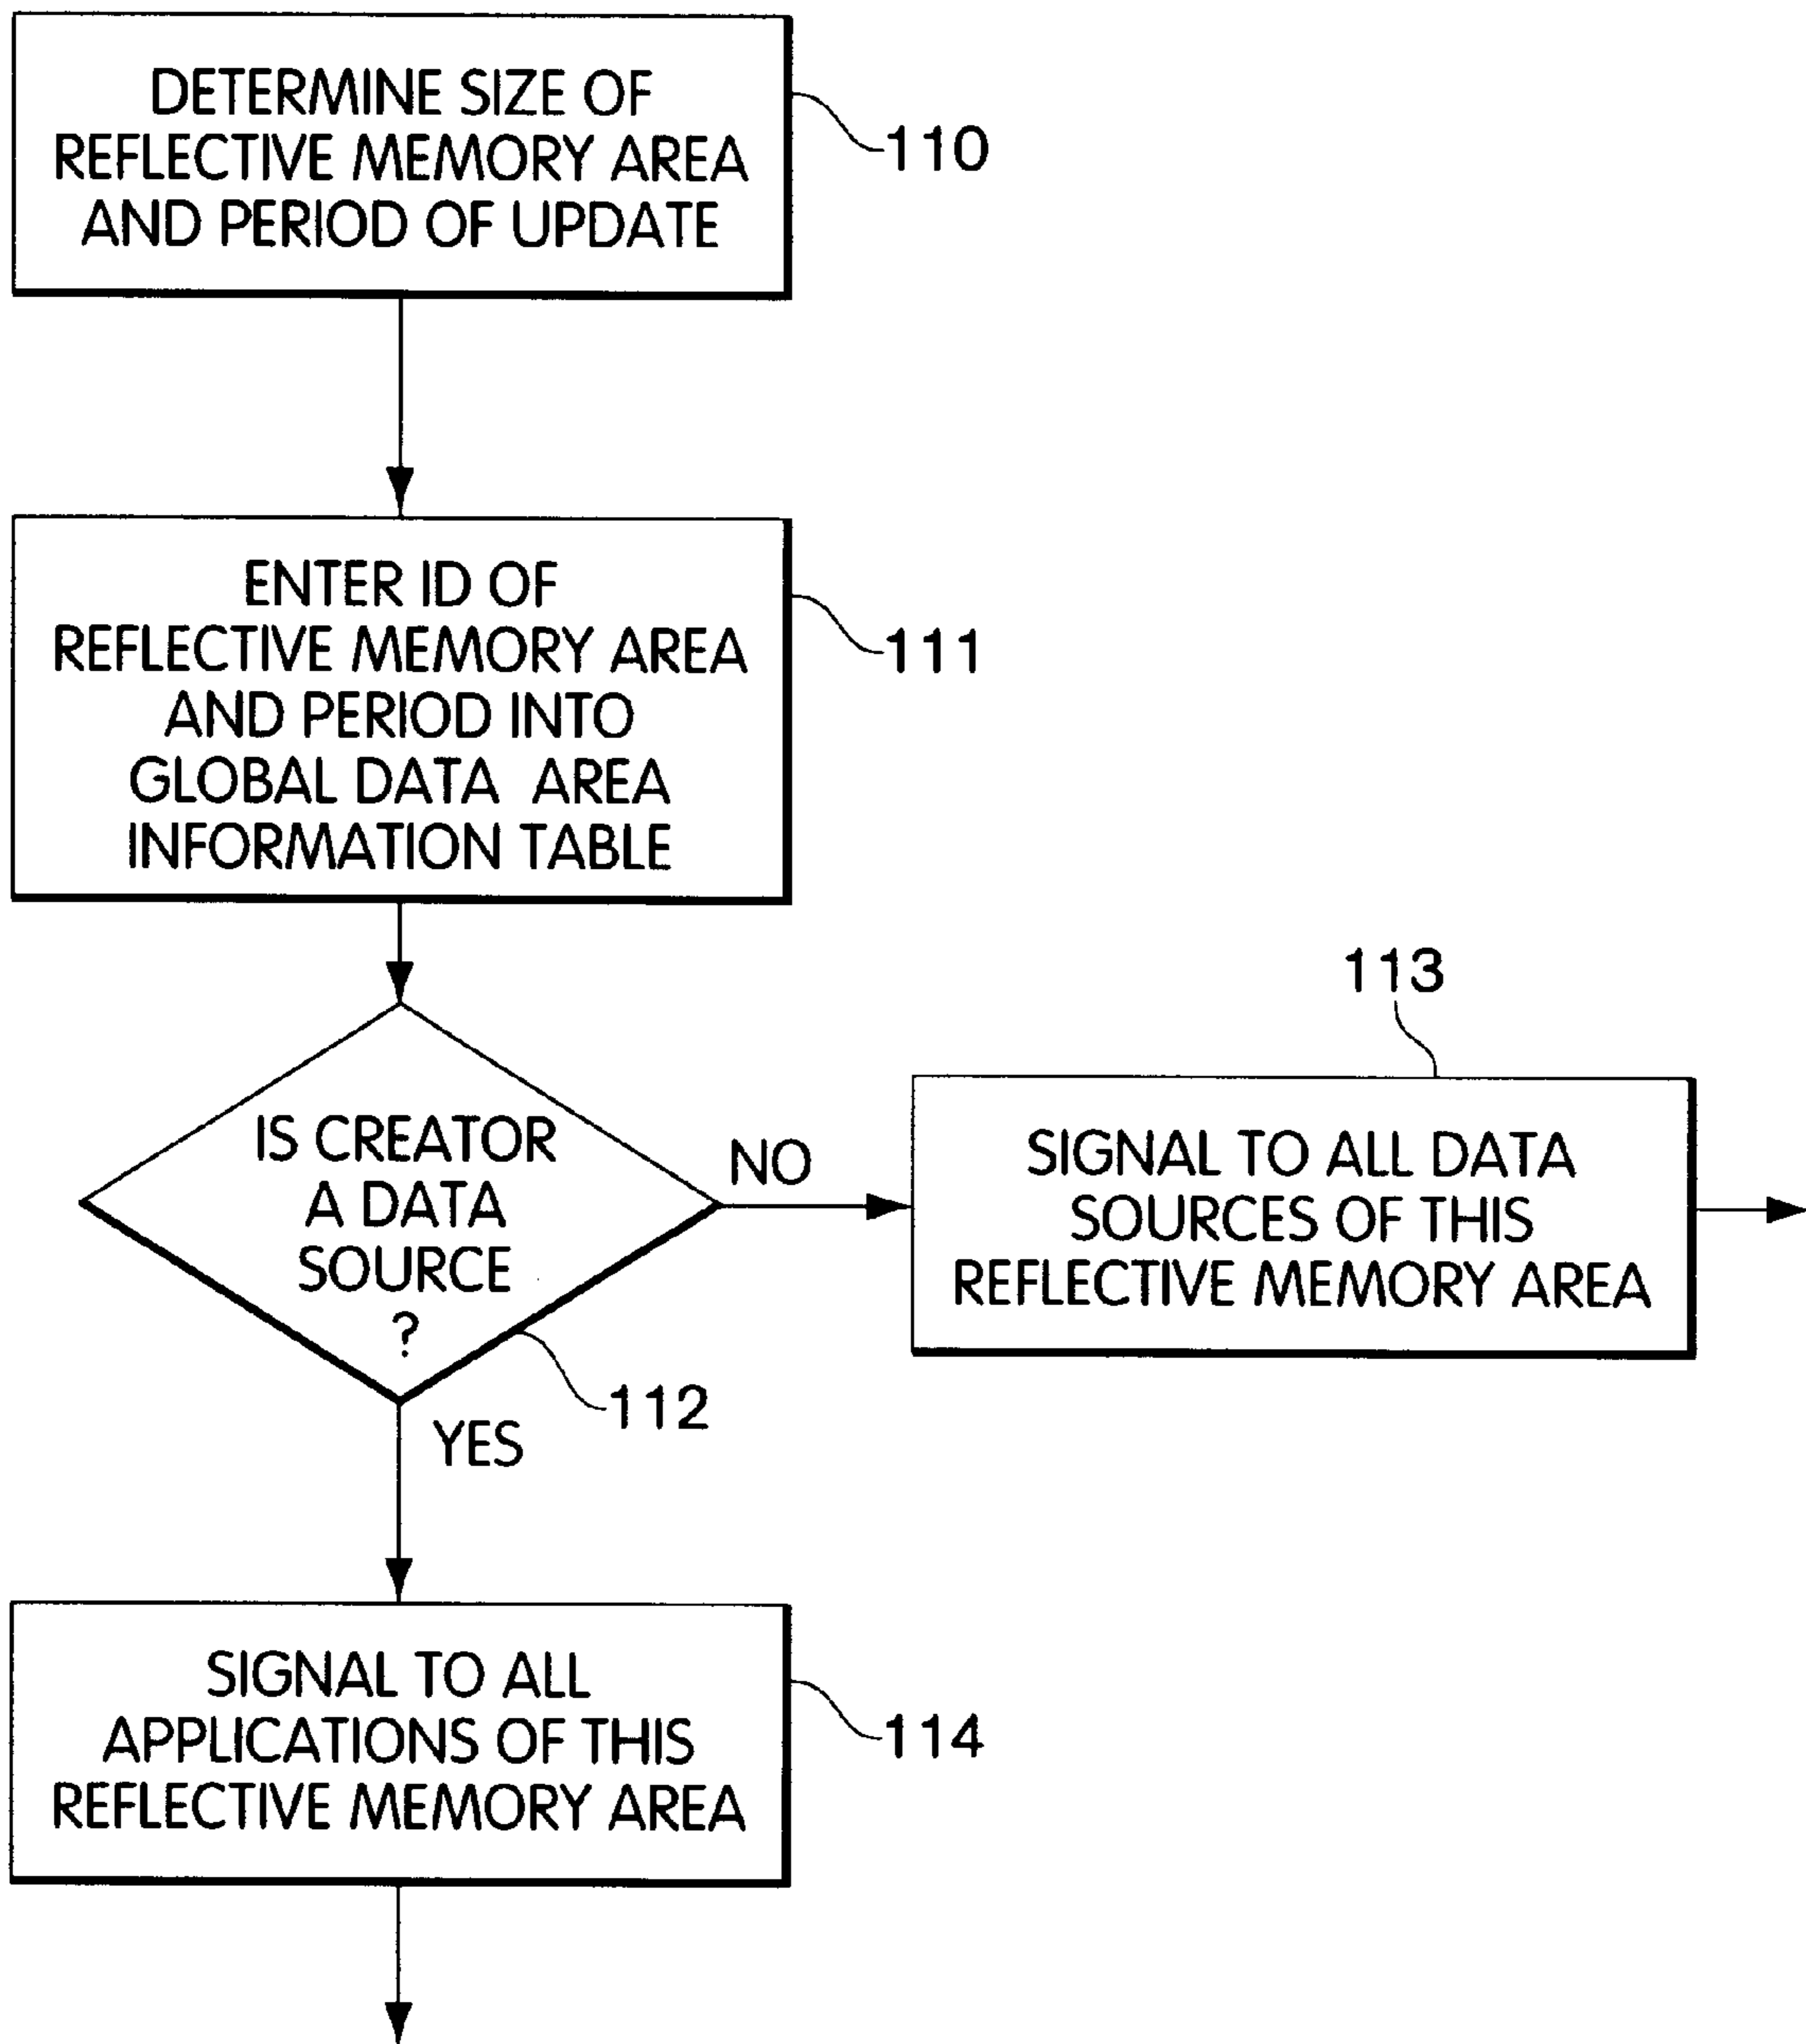 DETERMINE SIZE OF
REFLECTIVE MEMORY AREA
AND PERIOD OF UPDATE
110
ENTER ID OF
REFLECTIVE MEMORY AREA
AND PERIOD INTO
GLOBAL DATA AREA
INFORMATION TABLE
111
IS CREATOR
A DATA
SOURCE
?
112
NO
113
SIGNAL TO ALL DATA
SOURCES OF THIS
REFLECTIVE MEMORY AREA
YES
SIGNAL TO ALL
APPLICATIONS OF THIS
REFLECTIVE MEMORY AREA
114